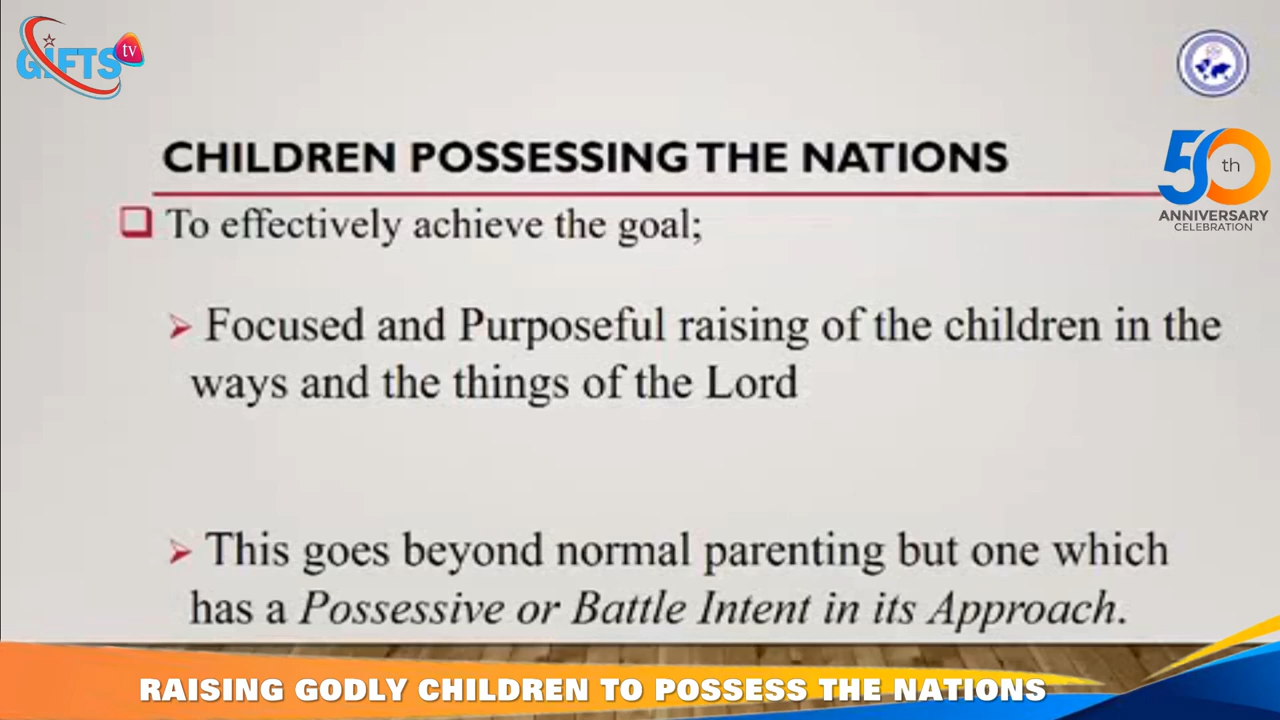 GIFTS tv
CHILDREN POSSESSING THE NATIONS
50th
ANNIVERSARY
CELEBRATION
To effectively achieve the goal;
Focused and Purposeful raising of the children in the
ways and the things of the Lord
This goes beyond normal parenting but one which
has a Possessive or Battle Intent in its Approach.
RAISING GODLY CHILDREN TO POSSESS THE NATIONS